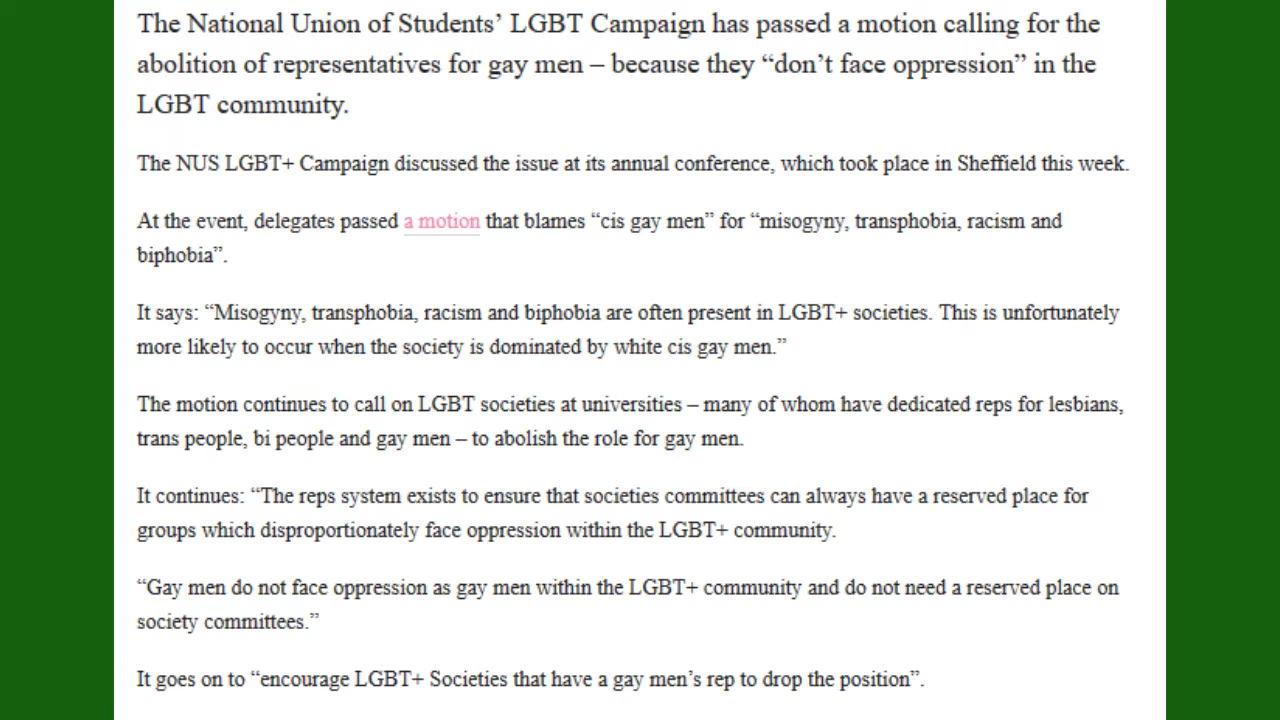 The National Union of Students’ LGBT Campaign has passed a motion calling for the
abolition of representatives for gay men – because they “don’t face oppression” in the
LGBT community.
The NUS LGBT+ Campaign discussed the issue at its annual conference, which took place in Sheffield this week.
At the event, delegates passed a motion that blames “cis gay men” for “misogyny, transphobia, racism and
biphobia”.
It says: “Misogyny, transphobia, racism and biphobia are often present in LGBT+ societies. This is unfortunately
more likely to occur when the society is dominated by white cis gay men.”
The motion continues to call on LGBT societies at universities – many of whom have dedicated reps for lesbians,
trans people, bi people and gay men – to abolish the role for gay men.
It continues: “The reps system exists to ensure that societies committees can always have a reserved place for
groups which disproportionately face oppression within the LGBT+ community.
“Gay men do not face oppression as gay men within the LGBT+ community and do not need a reserved place on
society committees.”
It goes on to “encourage LGBT+ Societies that have a gay men’s rep to drop the position”.